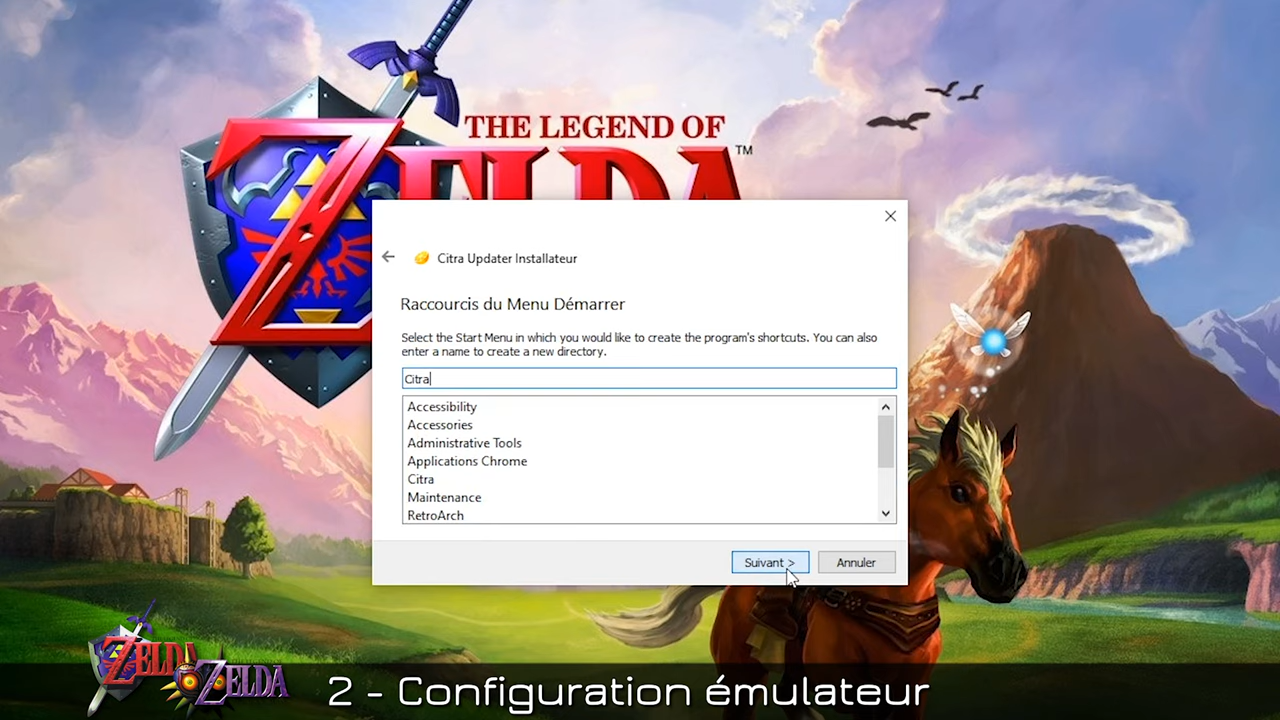 THE LEGEND OF
ZELDA™
Citra Updater Installateur
Raccourcis du Menu Démarrer
Select the Start Menu in which you would like to create the program's shortcuts. You can also
enter a name to create a new directory.
Citra
Accessibility
Accessories
Administrative Tools
Applications Chrome
Citra
Maintenance
RetroArch
Suivant >
Annuler
ZELDA
ZELDA
2 - Configuration émulateur